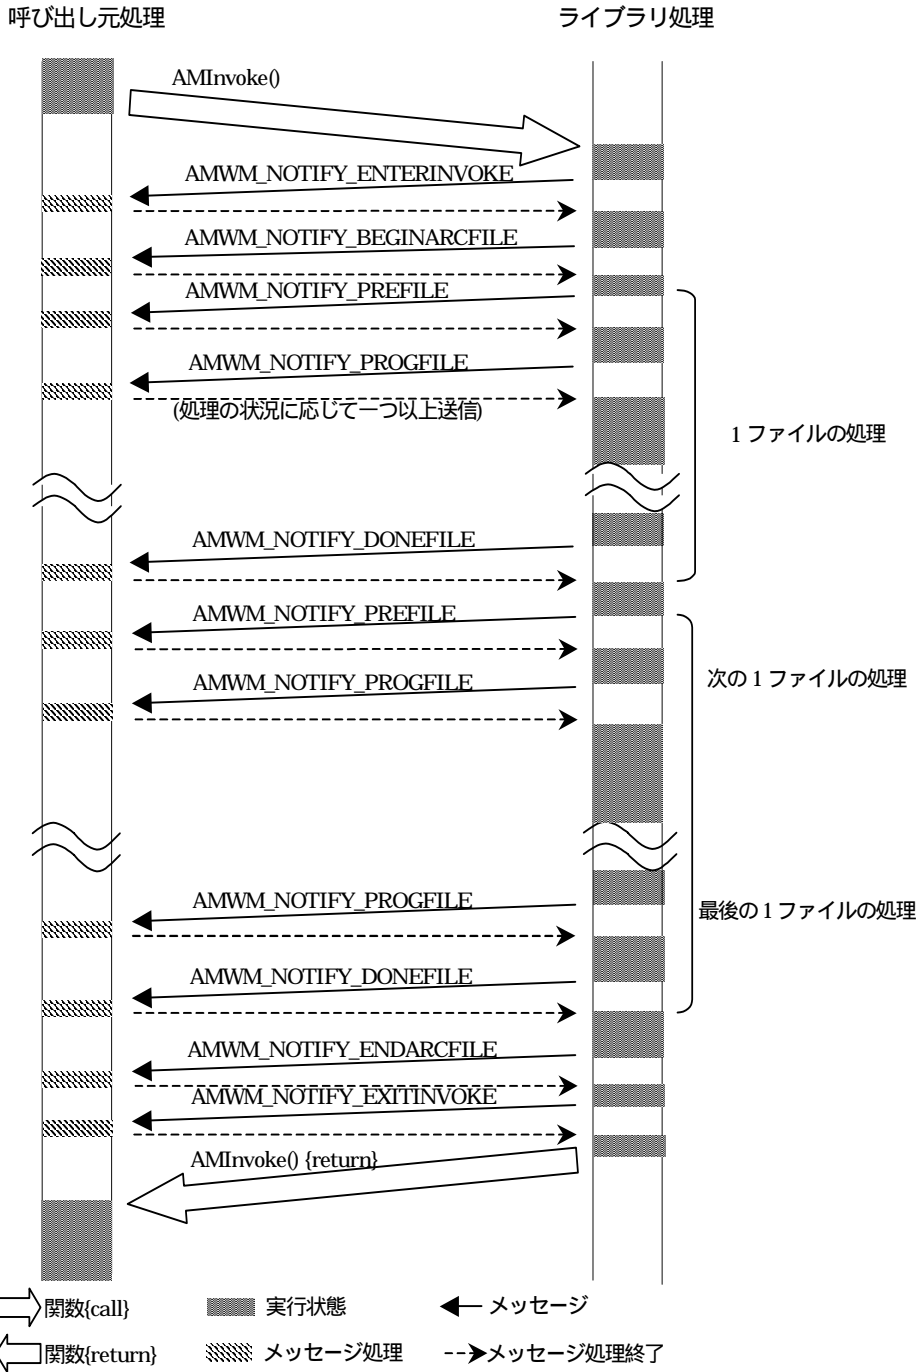 呼び出し元処理
ライブラリ処理
AMInvoke()
AMWM_NOTIFY_ENTERINVOKE
AMWM_NOTIFY_BEGINARCFILE
AMWM_NOTIFY_PREFILE
AMWM_NOTIFY_PROGFILE
(処理の状況に応じて一つ以上送信)
1 ファイルの処理
AMWM_NOTIFY_DONEFILE
AMWM_NOTIFY_PREFILE
次の 1 ファイルの処理
AMWM_NOTIFY_PROGFILE
AMWM_NOTIFY_PROGFILE
最後の 1 ファイルの処理
AMWM_NOTIFY_DONEFILE
AMWM_NOTIFY_ENDARCFILE
AMWM_NOTIFY_EXITINVOKE
AMInvoke() {return}
関数{call}
実行状態
メッセージ
関数{return}
メッセージ処理
メッセージ処理終了